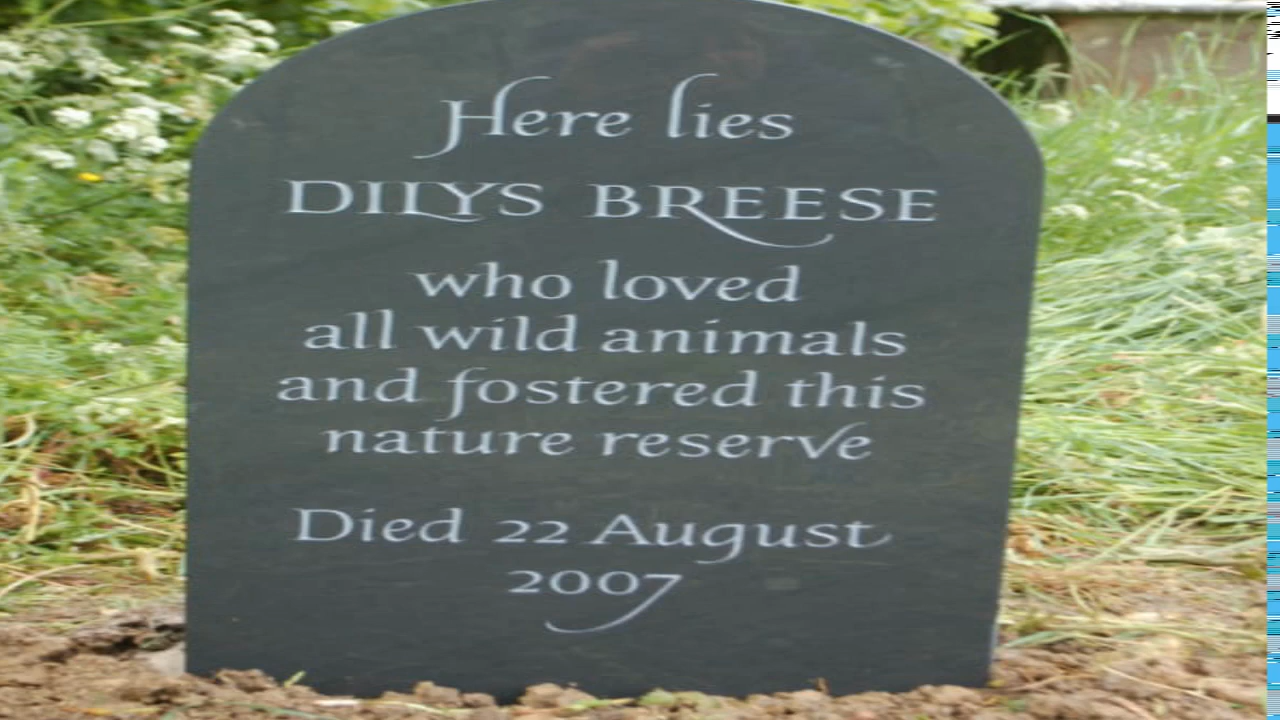 Here lies
DILYS BREESE
who loved
all wild animals
and fostered this
nature reserve
Died 22 August
2007